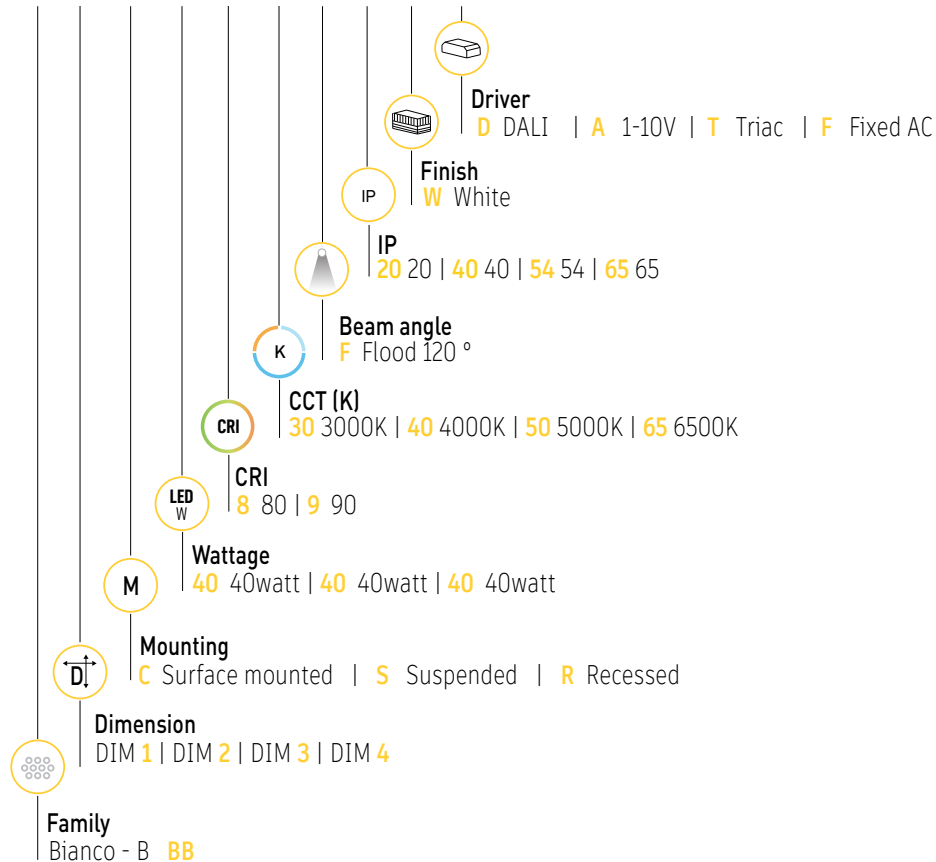 Driver
D DALI | A 1-10V | T Triac | F Fixed AC
Finish
W White
IP
IP
20 20 | 40 40 | 54 54 | 65 65
Beam angle
F Flood 120 º
K
CCT (K)
30 3000K | 40 4000K | 50 5000K | 65 6500K
CRI
CRI
8 80 | 9 90
LED
W
Wattage
40 40watt | 40 40watt | 40 40watt
M
Mounting
C Surface mounted | S Suspended | R Recessed
D
Dimension
DIM 1 | DIM 2 | DIM 3 | DIM 4
Family
Bianco - B BB